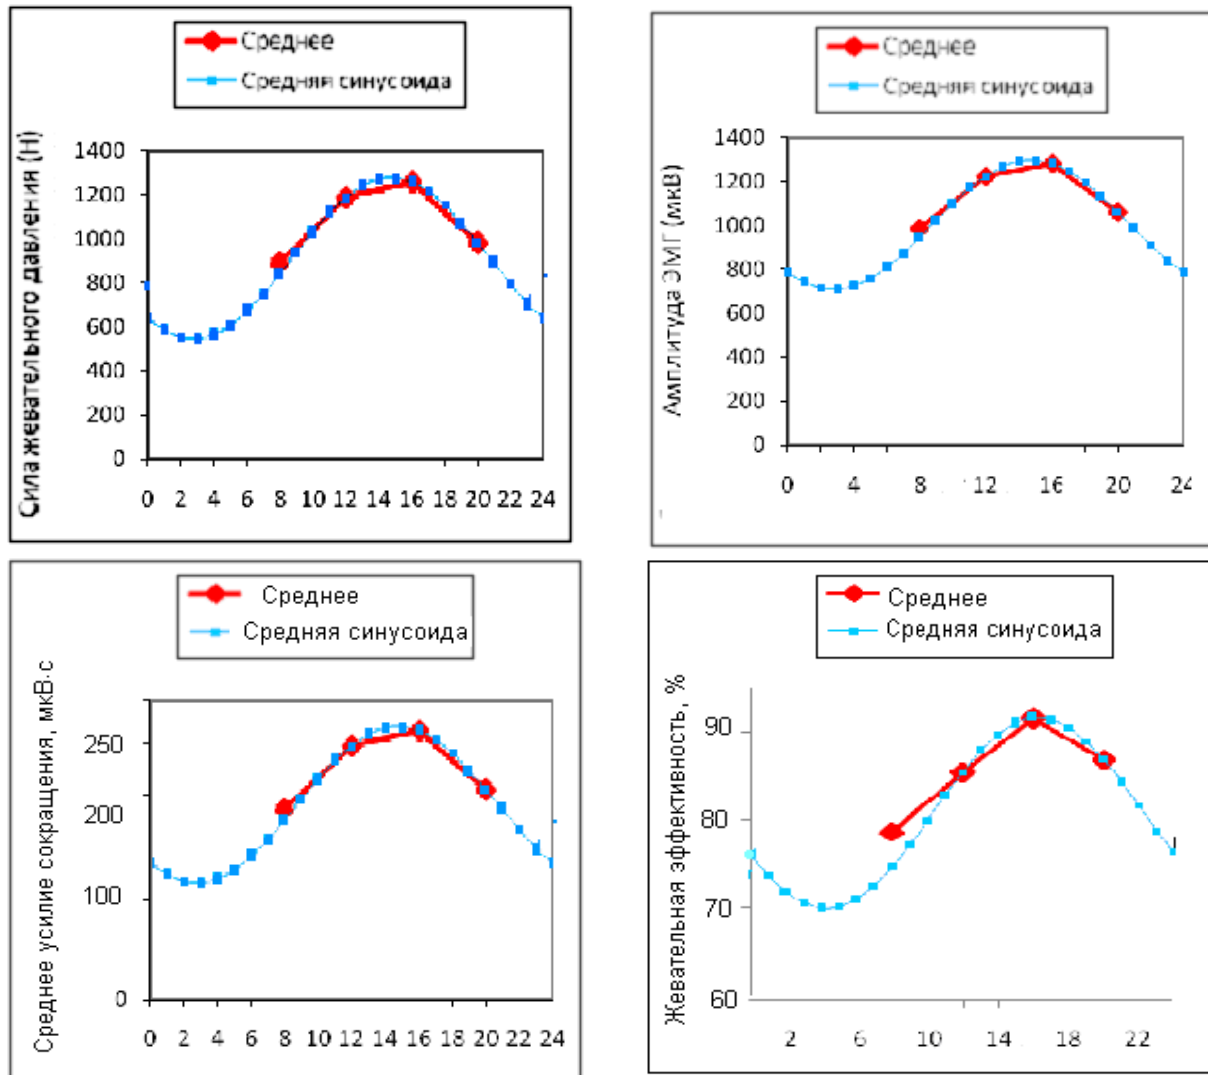 Среднее
Средняя синусоида
Сила жевательного давления (Н)
1400
1200
1000
800
600
400
200
0
0 2 4 6 8 10 12 14 16 18 20 22 24
Среднее
Средняя синусоида
Амплитуда ЭМГ (мкВ)
1400
1200
1000
800
600
400
200
0
0 4 8 12 16 20 24
Среднее
Средняя синусоида
Среднее усилие сокращения, мкВ·с
250
200
100
0
0 2 4 6 8 10 12 14 16 18 20 22 24
Среднее
Средняя синусоида
Жевательная эффективность, %
90
80
70
60
2 6 10 14 18 22